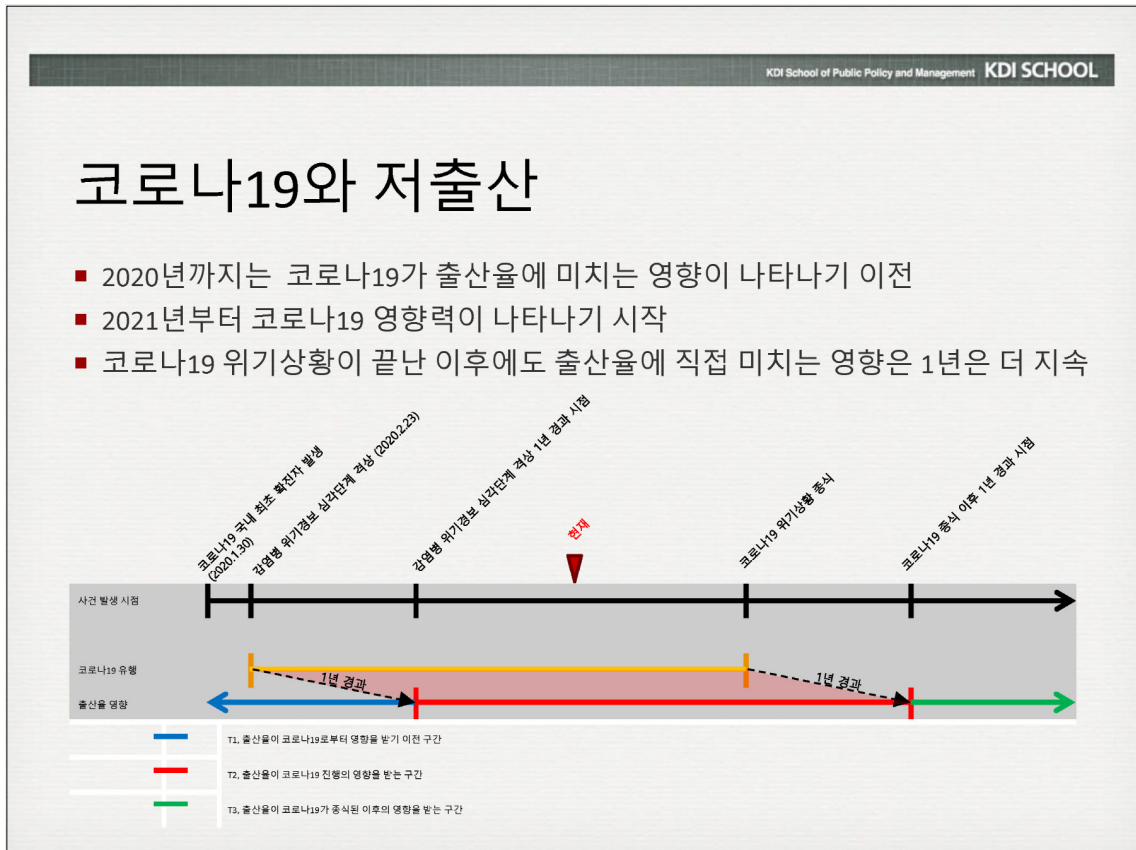 KDI School of Public Policy and Management KDI SCHOOL
코로나19와 저출산
2020년까지는 코로나19가 출산율에 미치는 영향이 나타나기 이전
2021년부터 코로나19 영향력이 나타나기 시작
코로나19 위기상황이 끝난 이후에도 출산율에 직접 미치는 영향은 1년은 더 지속
코로나19 국내 최초 확진자 발생
(2020.1.30)
감염병 위기경보 심각단계 격상 (2020.2.23)
감염병 위기경보 심각단계 격상 1년 경과 시점
현재
코로나19 위기상황 종식
코로나19 종식 이후 1년 경과 시점
사건 발생 시점
코로나19 유행
1년 경과
1년 경과
출산율 영향
T1, 출산율이 코로나19로부터 영향을 받기 이전 구간
T2, 출산율이 코로나19 진행의 영향을 받는 구간
T3, 출산율이 코로나19가 종식된 이후의 영향을 받는 구간